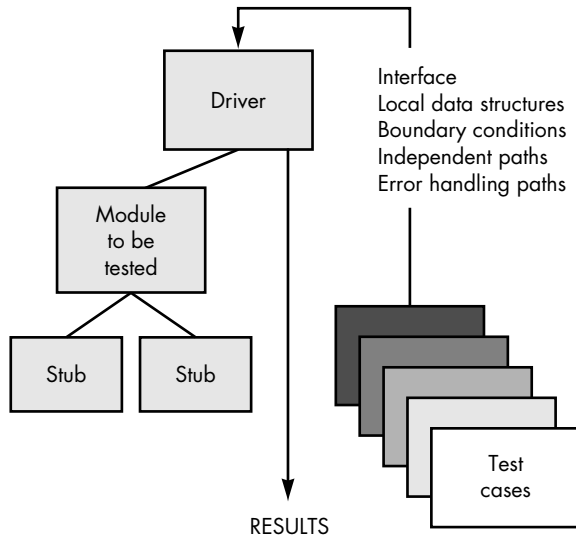 Driver
Interface
Local data structures
Boundary conditions
Independent paths
Error handling paths
Module
to be
tested
Stub
Stub
Test
cases
RESULTS